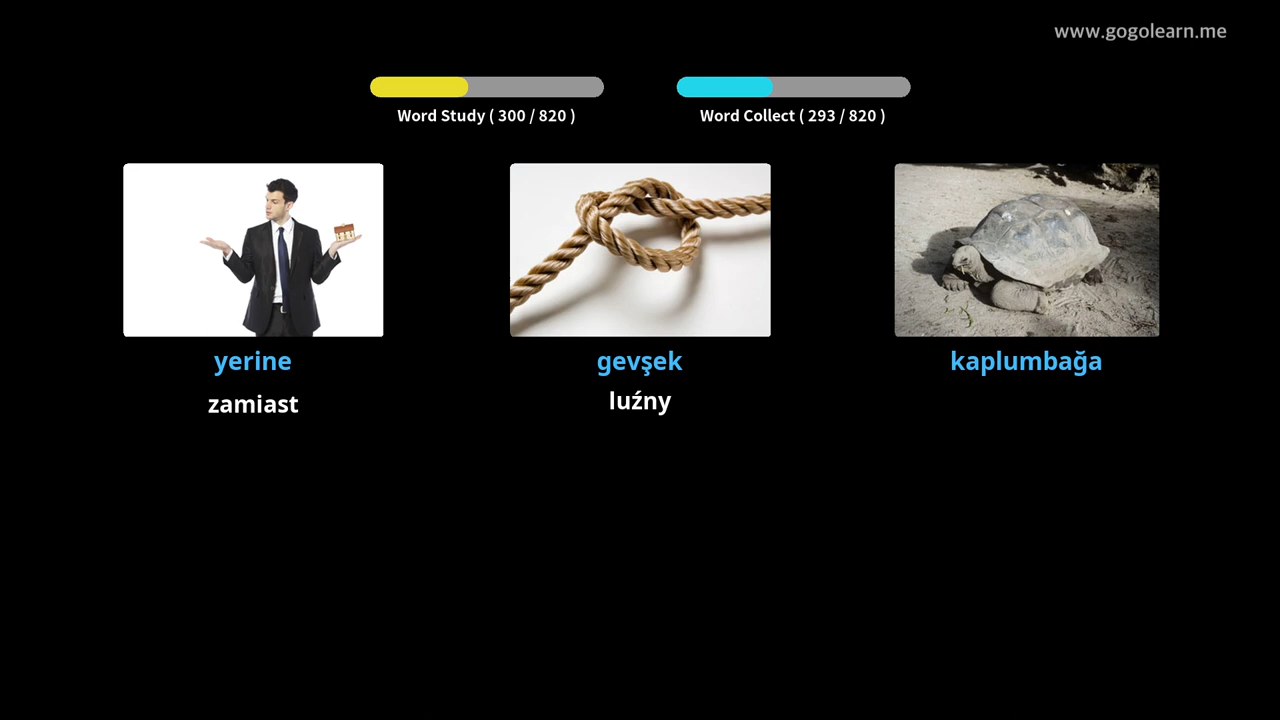 www.gogolearn.me
Word Study ( 300 / 820 )
Word Collect ( 293 / 820 )
yerine
gevşek
kaplumbağa
zamiast
luźny